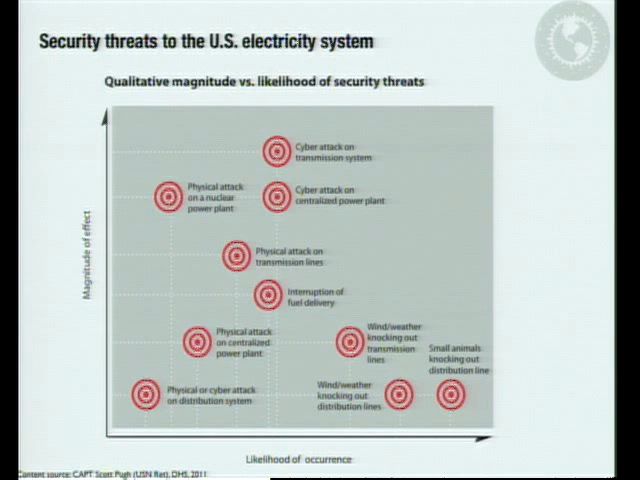 Security threats to the U.S. electricity system
Qualitative magnitude vs. likelihood of security threats
Cyber attack on
transmission system
Physical attack
on a nuclear
power plant
Cyber attack on
centralized power plant
Physical attack on
transmission lines
Interruption of
fuel delivery
Physical attack
on centralized
power plant
Wind/weather
knocking out
transmission
lines
Small animals
knocking out
distribution line
Physical or cyber attack
on distribution system
Wind/weather
knocking out
distribution lines
Magnitude of effect
Likelihood of occurrence
Content source: CAPT Scott Pugh (USN Ret), DHS, 2011